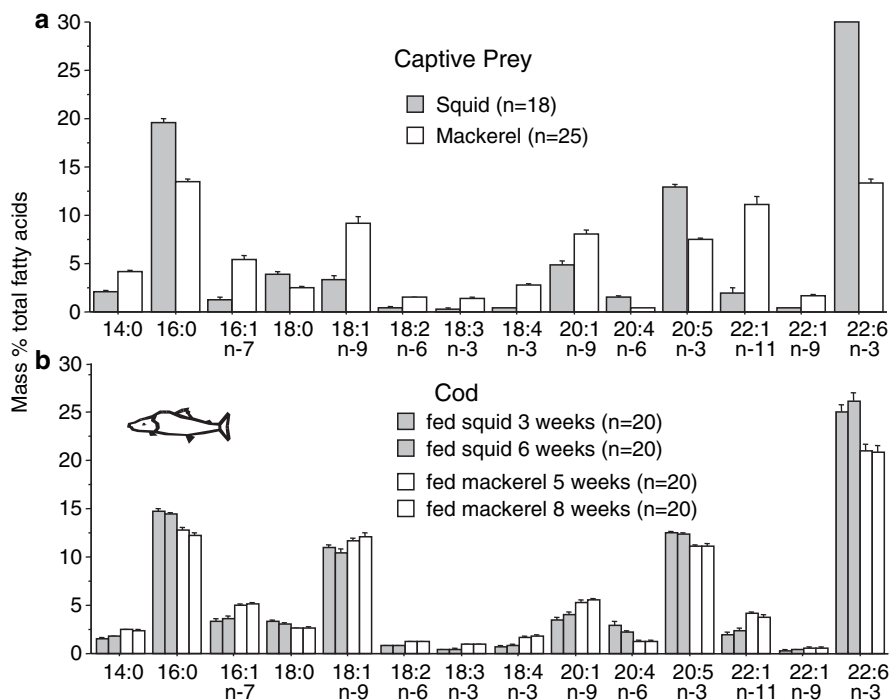 a
30
25
20
15
10
5
0
Captive Prey
Squid (n=18)
Mackerel (n=25)
14:0 16:0 16:1 18:0 18:1 18:2 18:3 18:4 20:1 20:4 20:5 22:1 22:1 22:6
n-7 n-9 n-6 n-3 n-3 n-9 n-6 n-3 n-11 n-9 n-3
Mass % total fatty acids
b
30
25
20
15
10
5
0
Cod
fed squid 3 weeks (n=20)
fed squid 6 weeks (n=20)
fed mackerel 5 weeks (n=20)
fed mackerel 8 weeks (n=20)
14:0 16:0 16:1 18:0 18:1 18:2 18:3 18:4 20:1 20:4 20:5 22:1 22:1 22:6
n-7 n-9 n-6 n-3 n-3 n-9 n-6 n-3 n-11 n-9 n-3